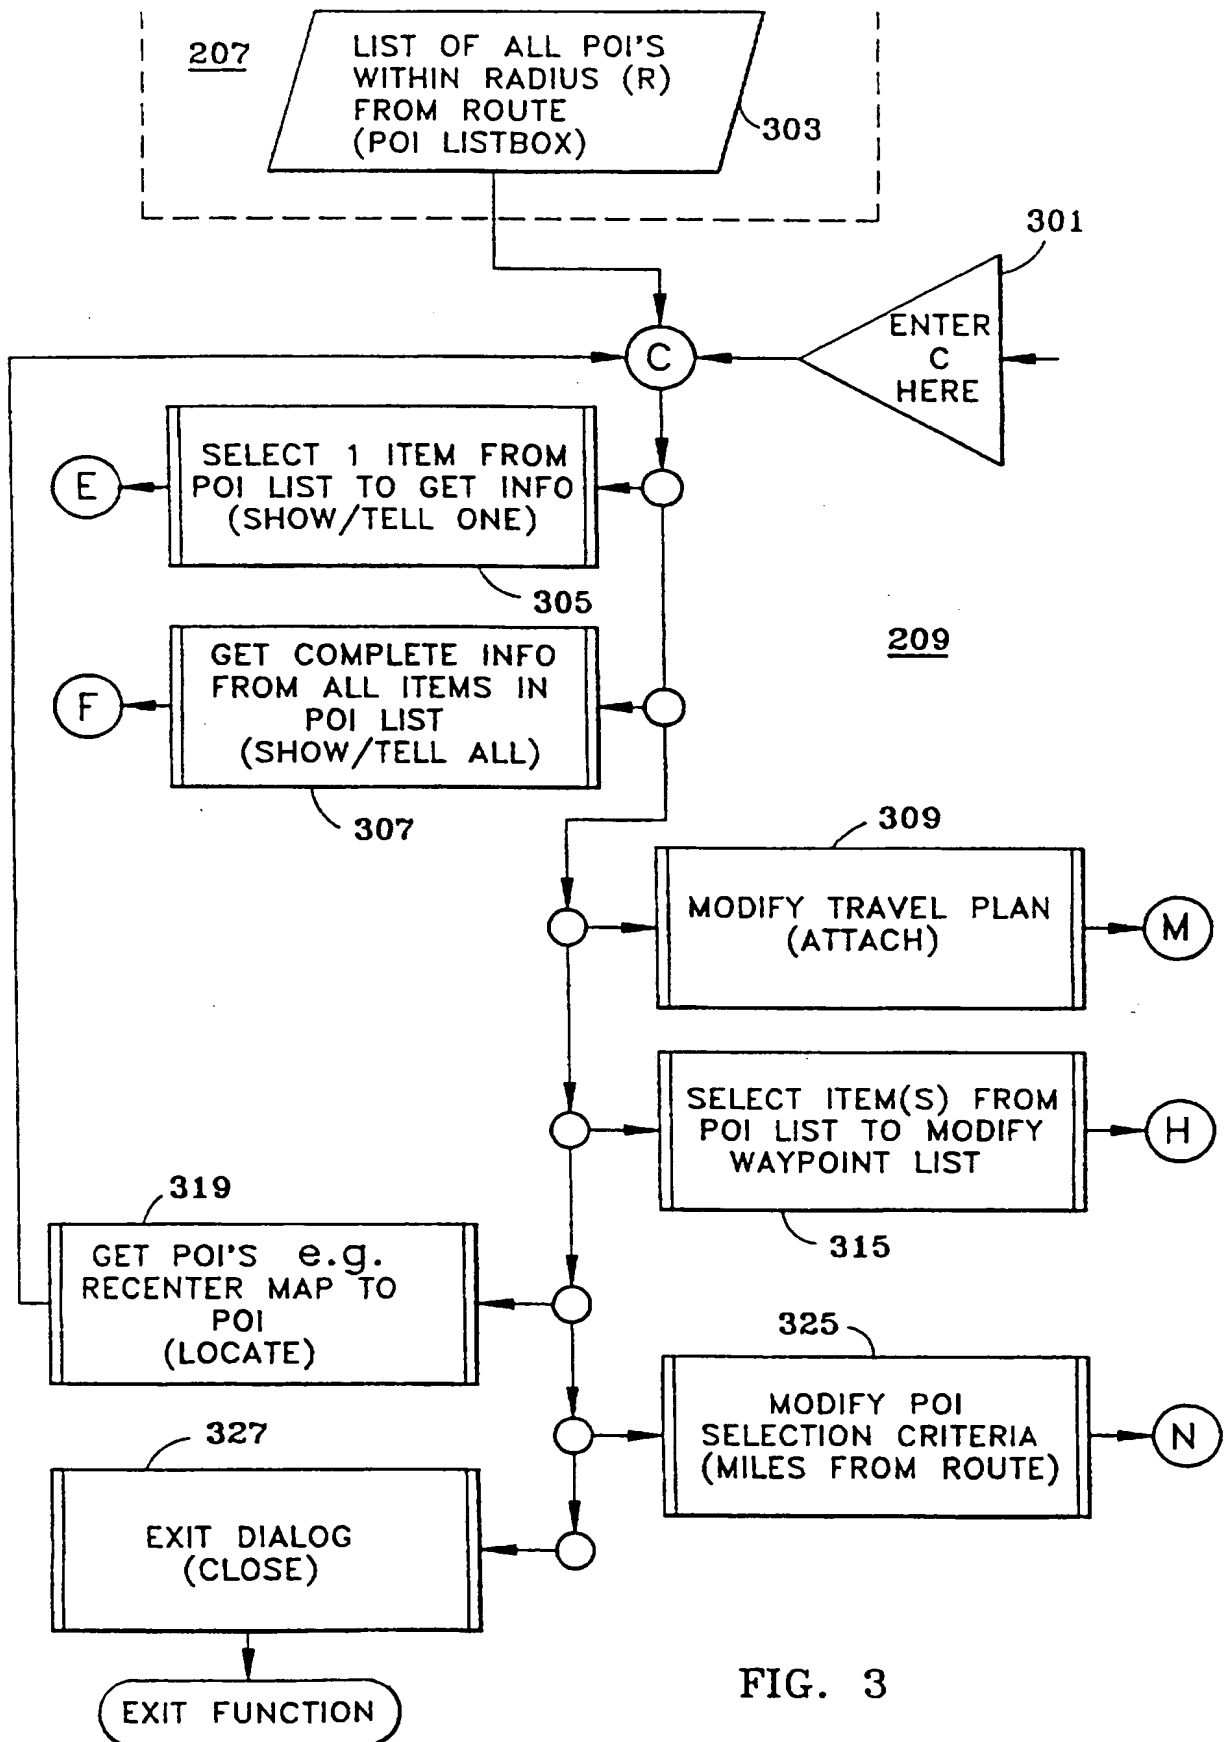 207
LIST OF ALL POI'S
WITHIN RADIUS (R)
FROM ROUTE
(POI LISTBOX)
303
301
ENTER
C
HERE
C
SELECT 1 ITEM FROM
POI LIST TO GET INFO
(SHOW/TELL ONE)
E
305
209
GET COMPLETE INFO
FROM ALL ITEMS IN
POI LIST
(SHOW/TELL ALL)
F
307
309
MODIFY TRAVEL PLAN
(ATTACH)
M
SELECT ITEM(S) FROM
POI LIST TO MODIFY
WAYPOINT LIST
H
315
319
GET POI'S e.g.
RECENTER MAP TO
POI
(LOCATE)
325
MODIFY POI
SELECTION CRITERIA
(MILES FROM ROUTE)
N
327
EXIT DIALOG
(CLOSE)
EXIT FUNCTION
FIG. 3